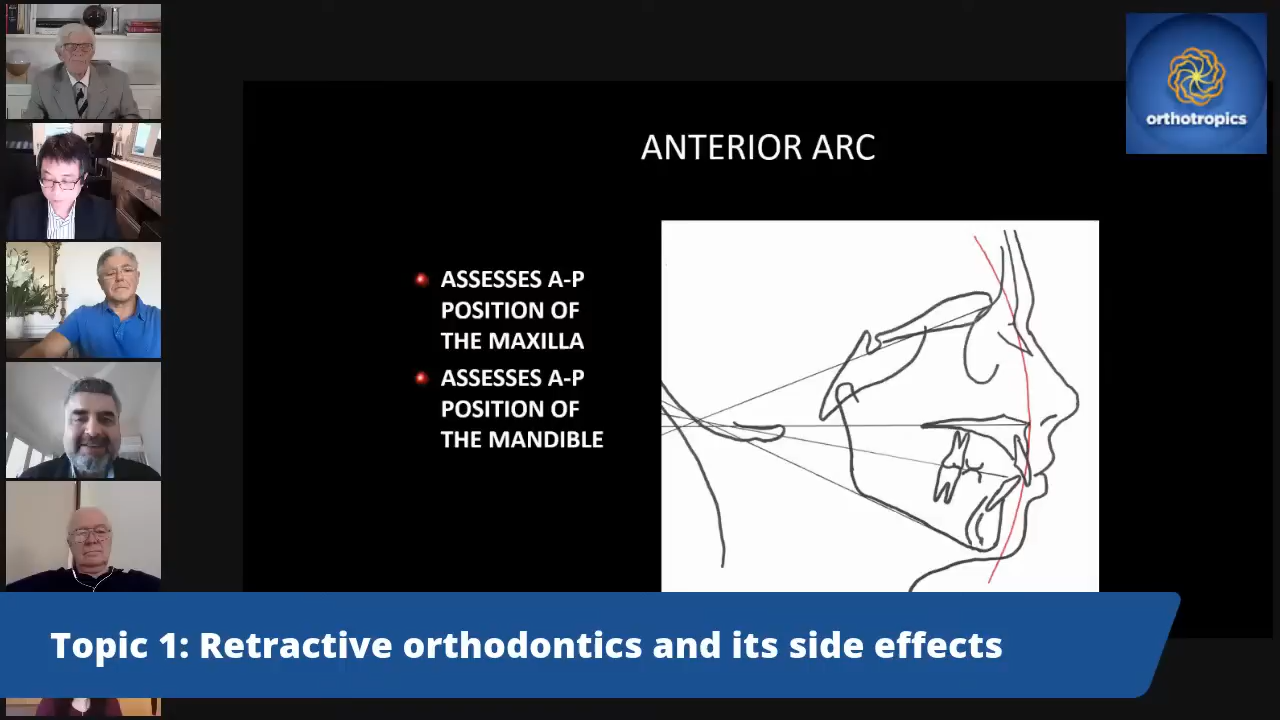 orthotropics
ANTERIOR ARC
ASSESSES A-P
POSITION OF
THE MAXILLA
ASSESSES A-P
POSITION OF
THE MANDIBLE
Topic 1: Retractive orthodontics and its side effects